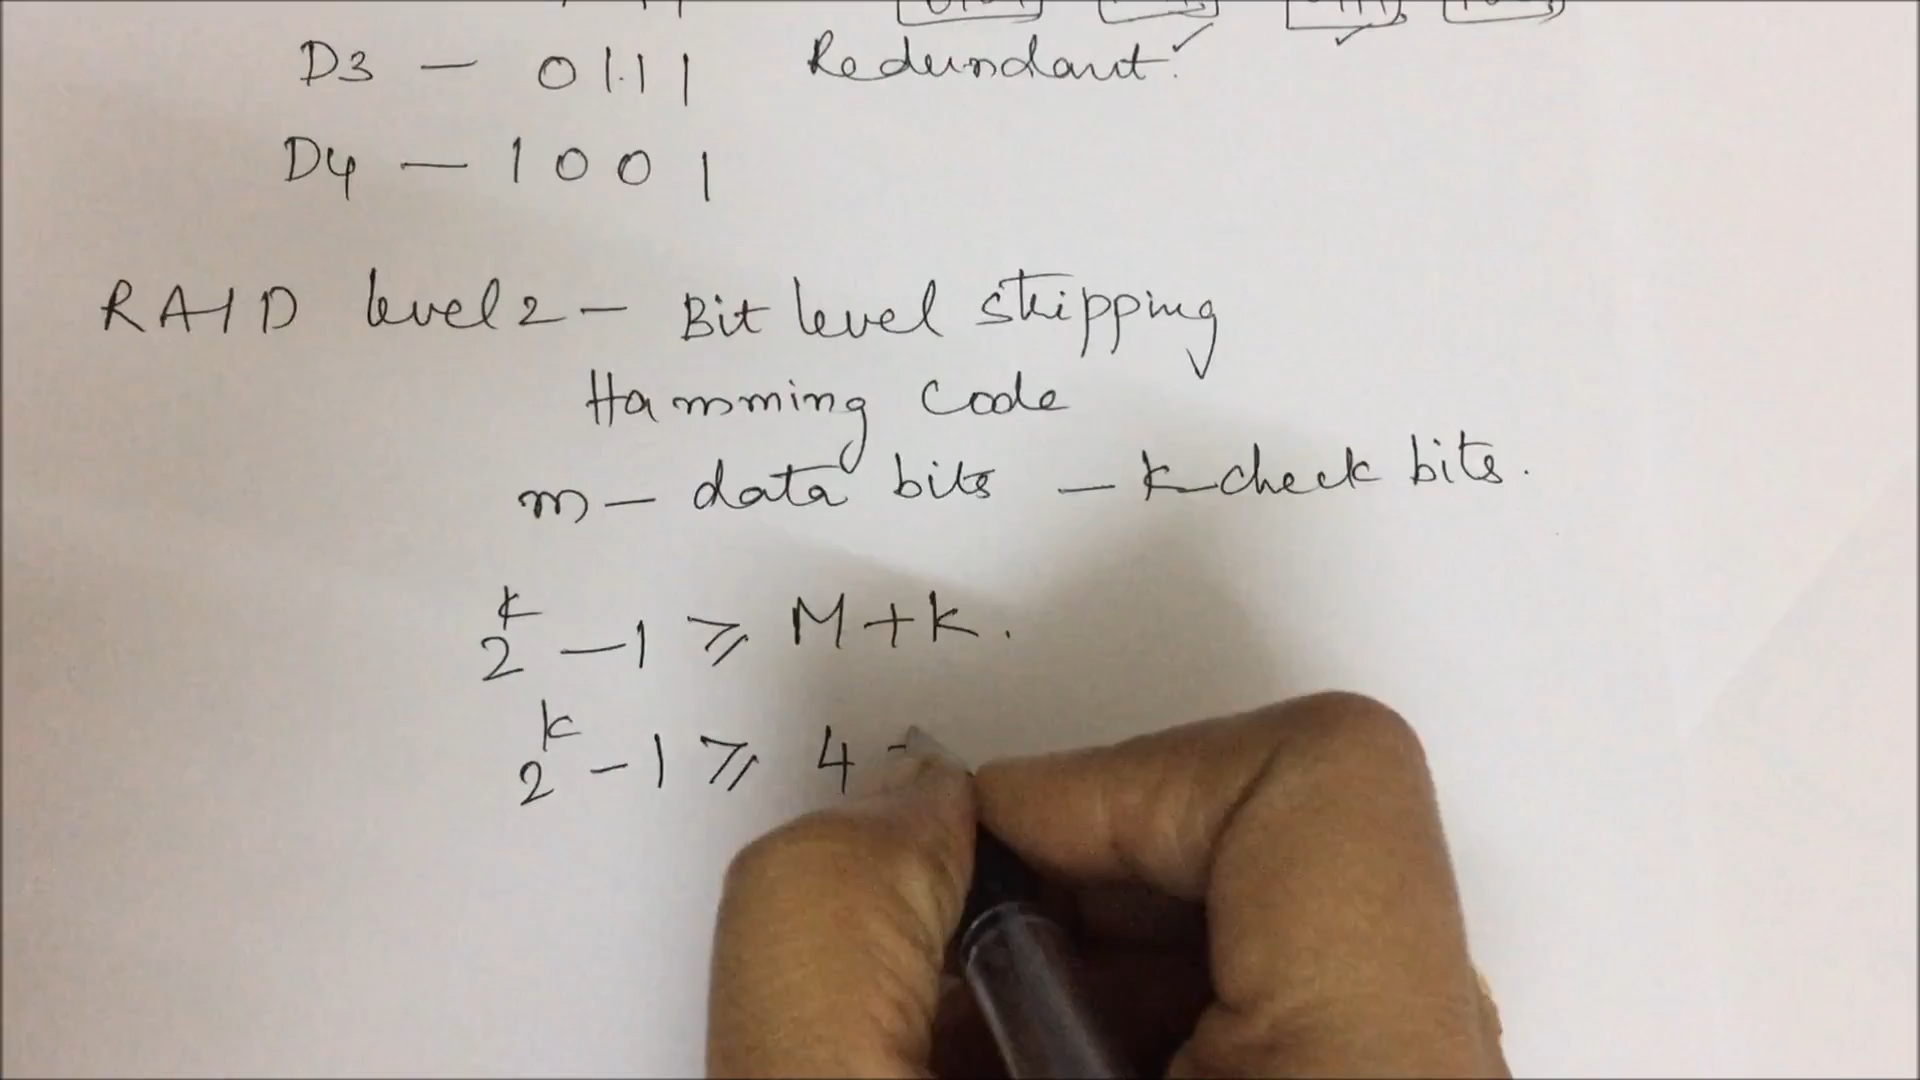 D3 — 0111 Redundant.
D4 — 1001
RAID level 2 — Bit level stripping
Hamming code
m — data bits — k check bits.
2^k - 1 ⩾ M + k.
2^k - 1 ⩾ 4